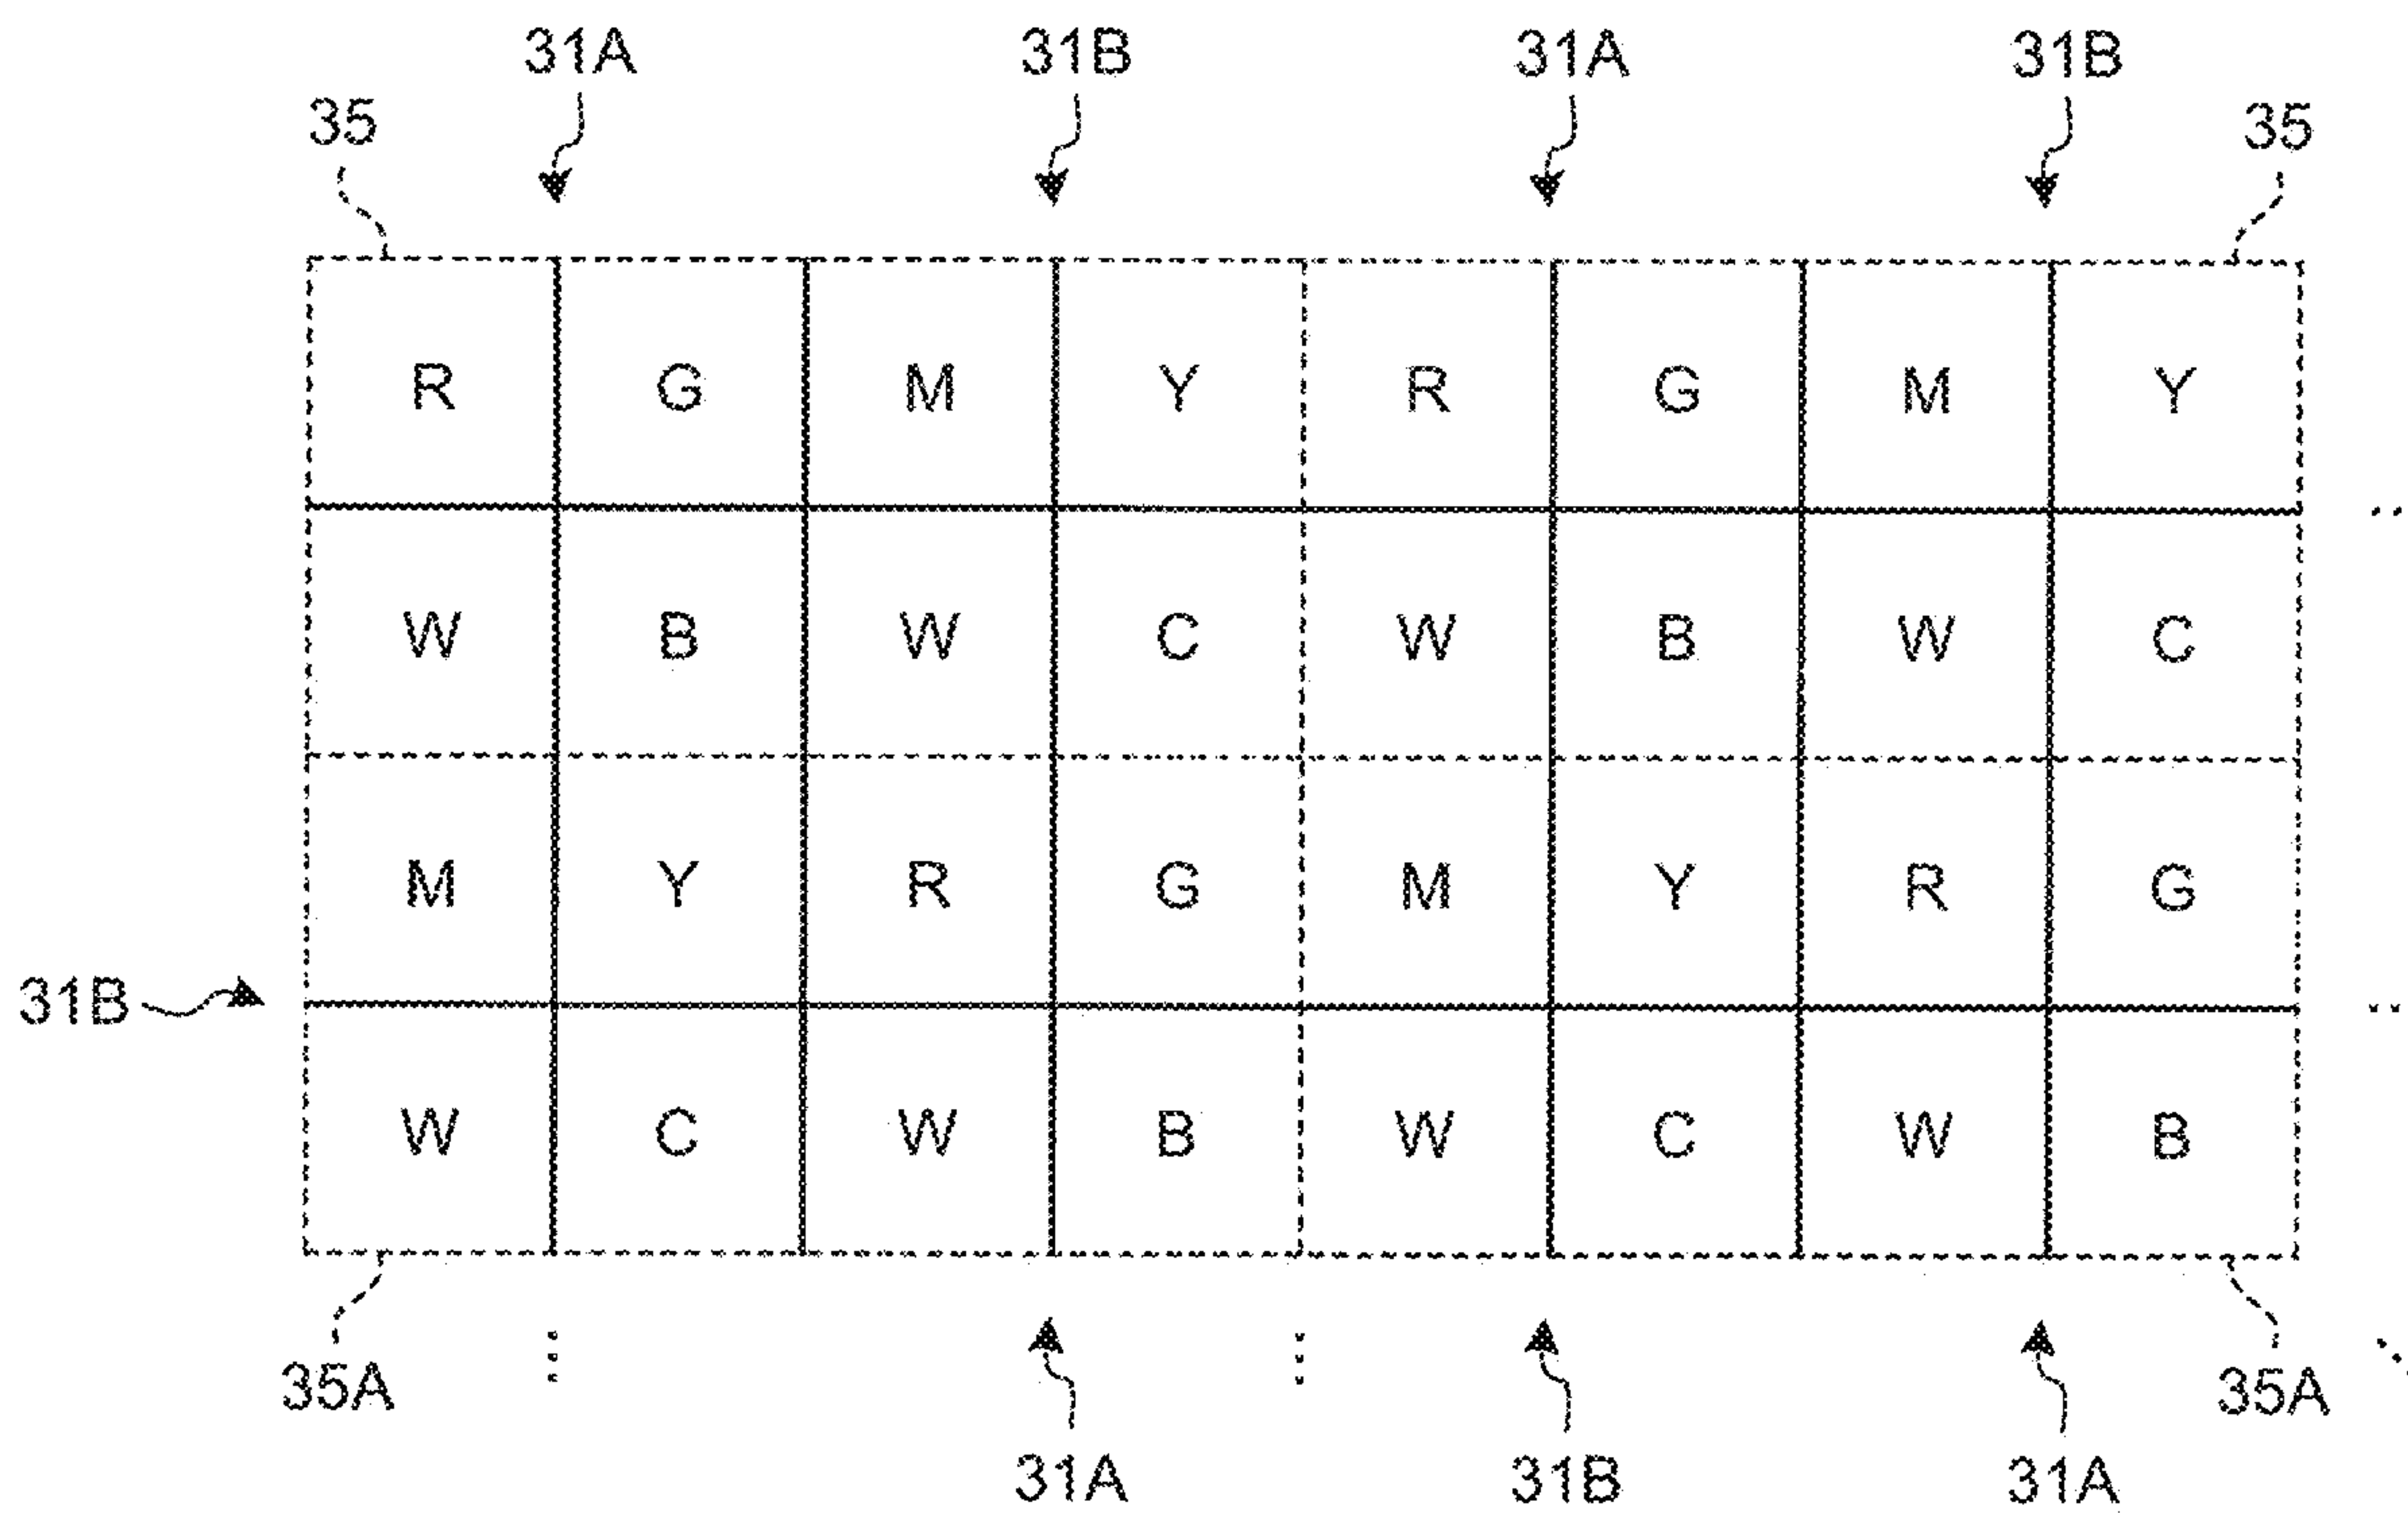 31A 31B 31A 31B
35 35
R G M Y R G M Y
W B W C W B W C
M Y R G M Y R G
31B
W C W B W C W B
35A 35A
31A 31B 31A